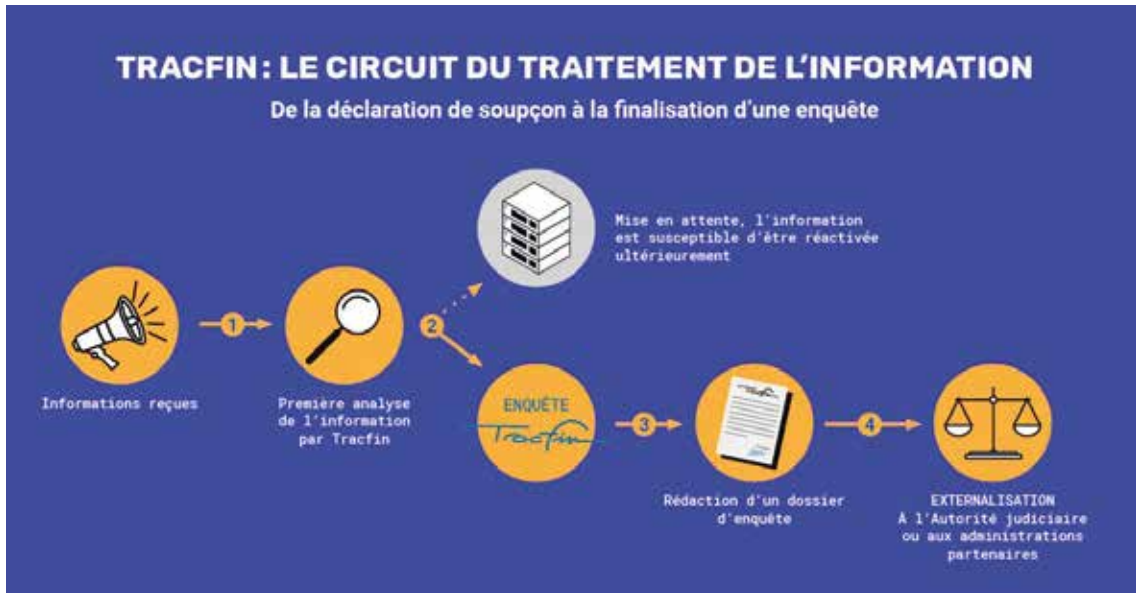 TRACFIN : LE CIRCUIT DU TRAITEMENT DE L'INFORMATION
De la déclaration de soupçon à la finalisation d'une enquête
Mise en attente, l'information
est susceptible d'être réactivée
ultérieurement
1
2
Informations reçues
Première analyse
de l'information
par Tracfin
ENQUÊTE
Tracfin
3
4
Rédaction d'un dossier
d'enquête
EXTERNALISATION
À l'Autorité judiciaire
ou aux administrations
partenaires